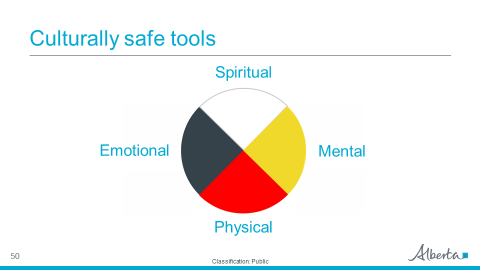 Culturally safe tools
Spiritual
Emotional
Mental
Physical
50
Classification: Public
Alberta